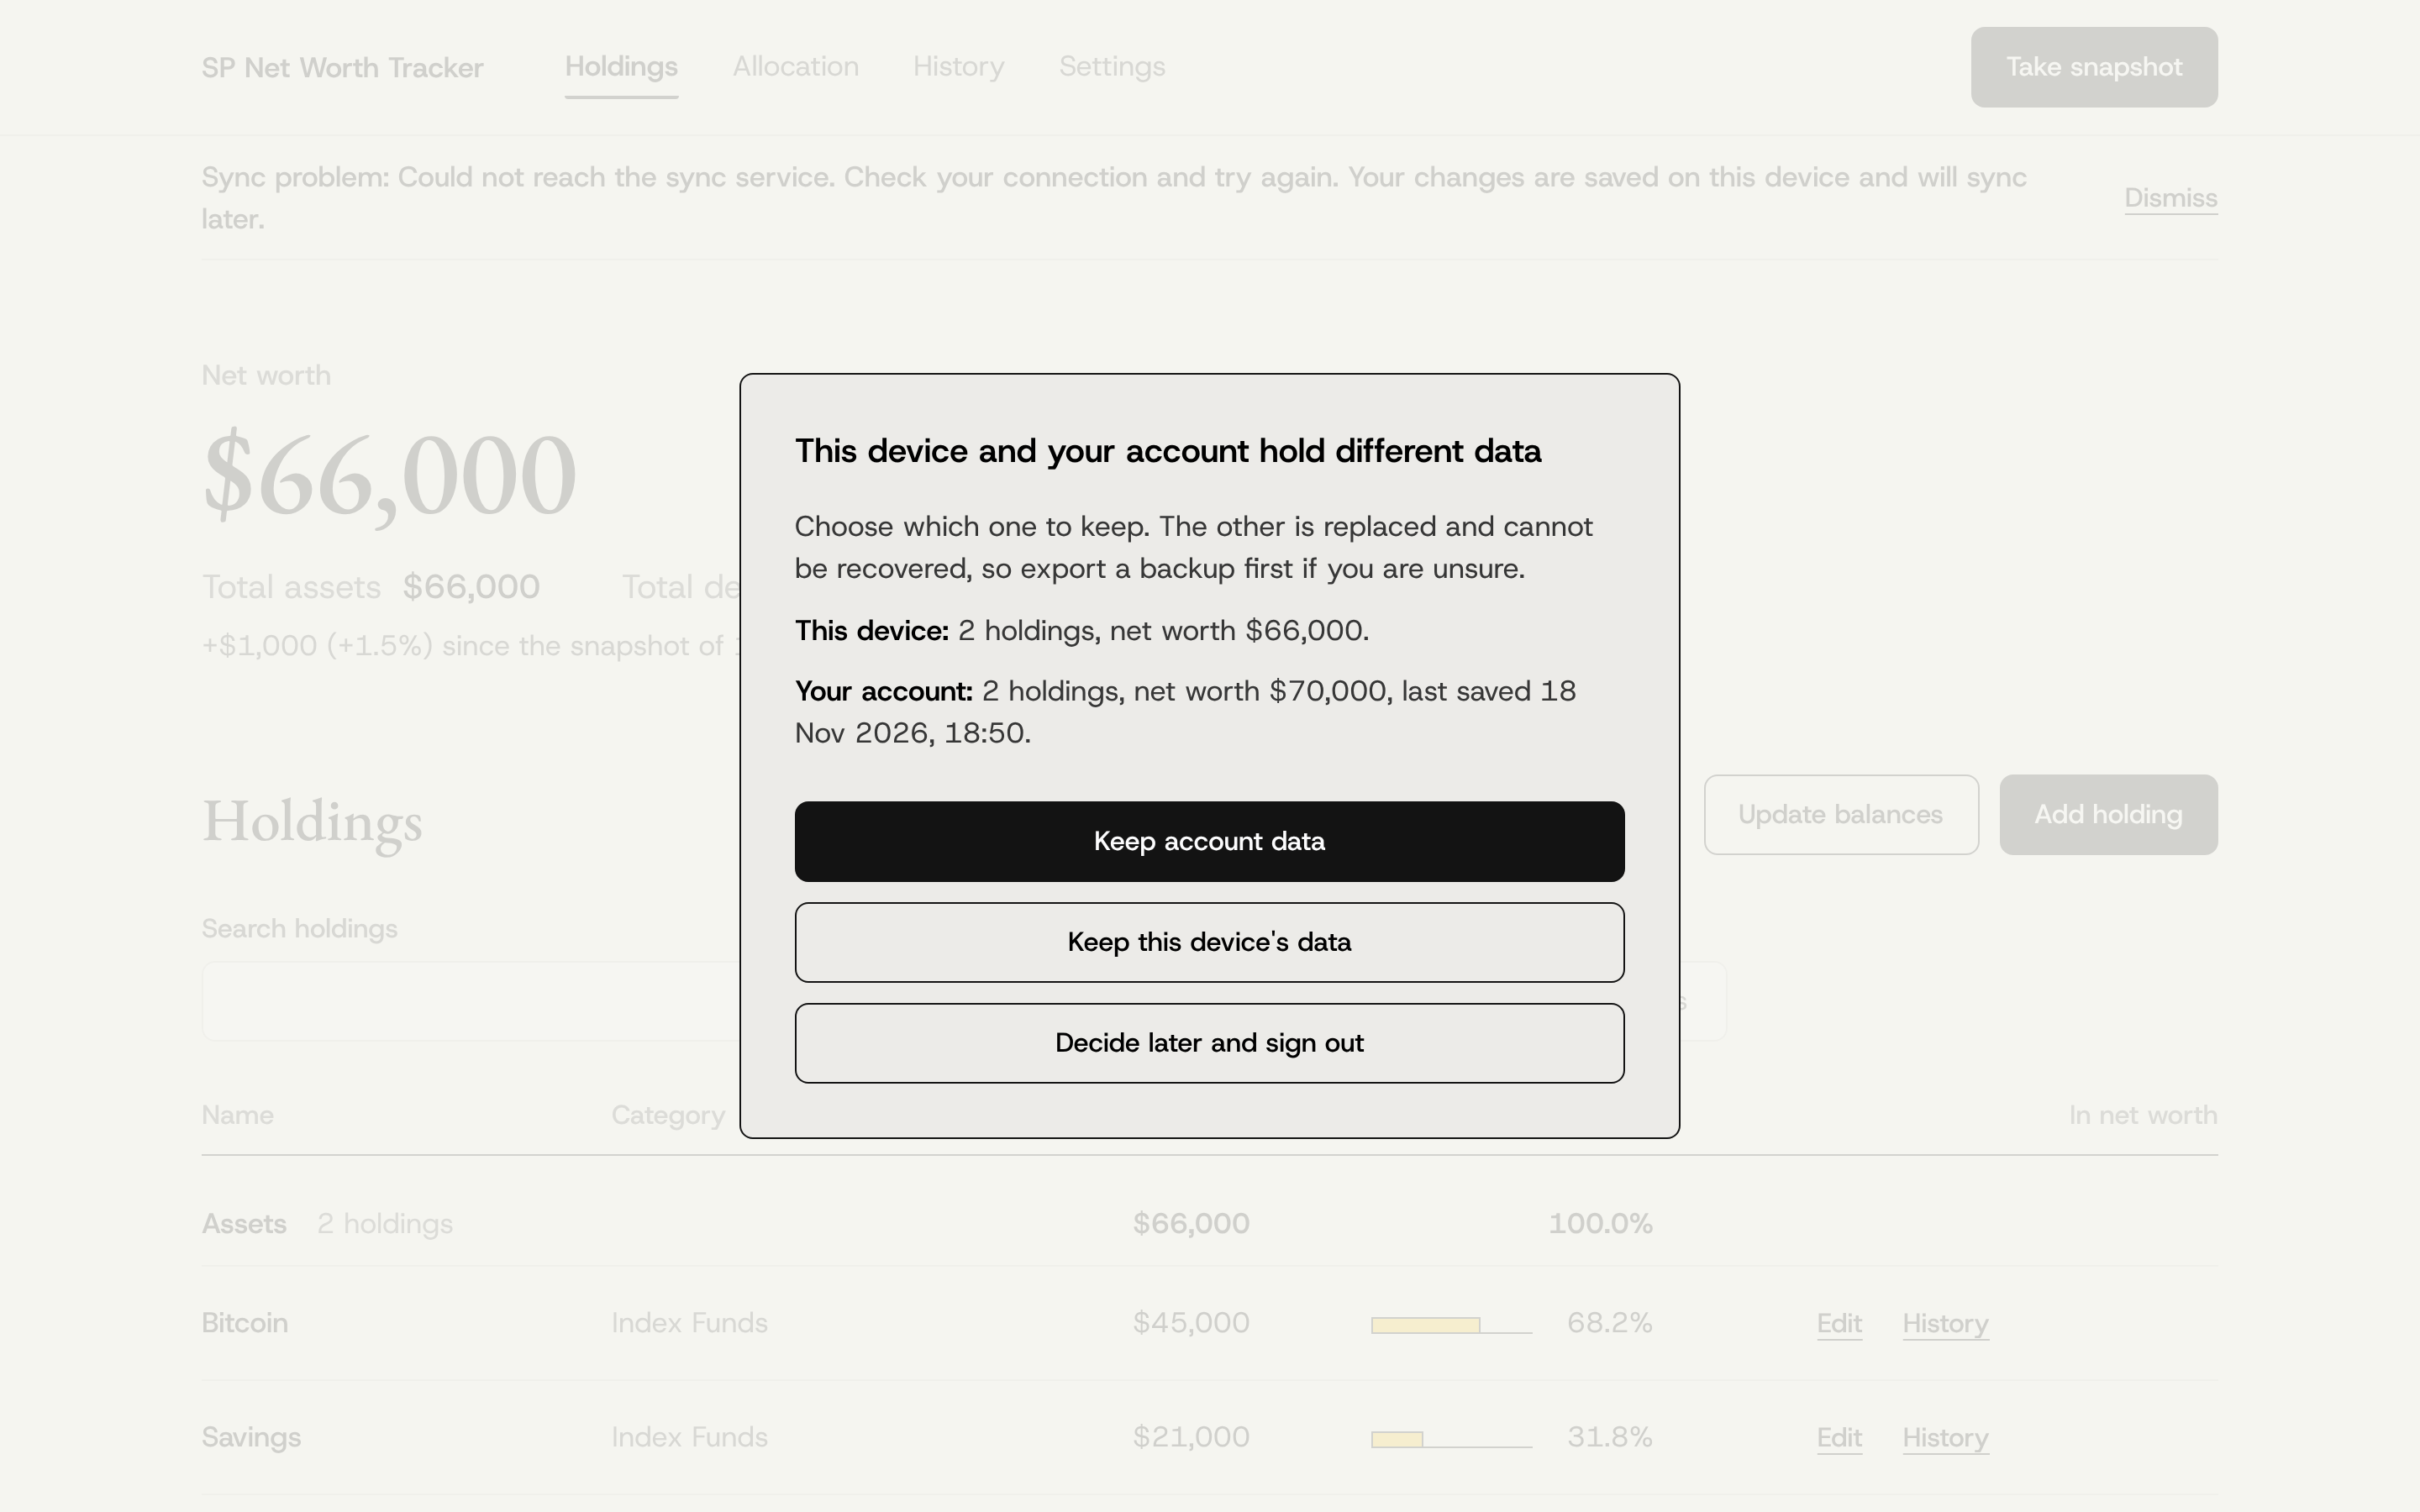 SP Net Worth Tracker
Holdings
Allocation
History
Settings
Take snapshot
Sync problem: Could not reach the sync service. Check your connection and try again. Your changes are saved on this device and will sync
later.
Dismiss
Net worth
$66,000
Total assets $66,000
Total de
+$1,000 (+1.5%) since the snapshot of
This device and your account hold different data
Choose which one to keep. The other is replaced and cannot
be recovered, so export a backup first if you are unsure.
This device: 2 holdings, net worth $66,000.
Your account: 2 holdings, net worth $70,000, last saved 18
Nov 2026, 18:50.
Keep account data
Keep this device's data
Decide later and sign out
Holdings
Update balances
Add holding
Search holdings
Name
Category
In net worth
Assets 2 holdings $66,000 100.0%
Bitcoin Index Funds $45,000 68.2% Edit History
Savings Index Funds $21,000 31.8% Edit History